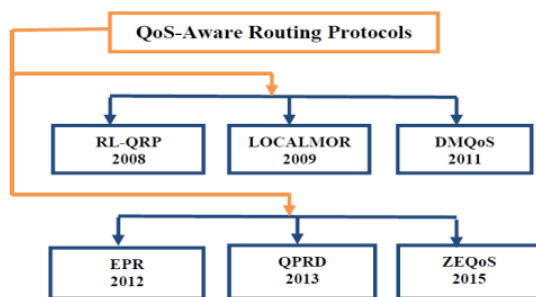 QoS-Aware Routing Protocols
RL-QRP
2008
LOCALMOR
2009
DMQoS
2011
EPR
2012
QPRD
2013
ZEQoS
2015